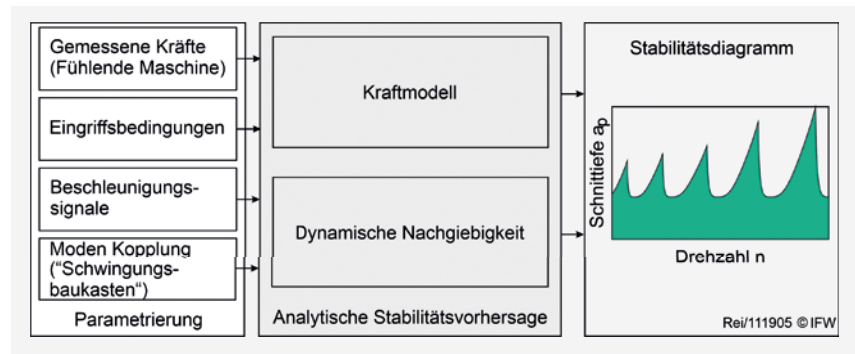 Gemessene Kräfte
(Fühlende Maschine)
Eingriffsbedingungen
Beschleunigungs-
signale
Moden Kopplung
("Schwingungs-
baukasten")
Parametrierung
Kraftmodell
Dynamische Nachgiebigkeit
Analytische Stabilitätsvorhersage
Stabilitätsdiagramm
Schnittiefe ap
Drehzahl n
Rei/111905 © IFW